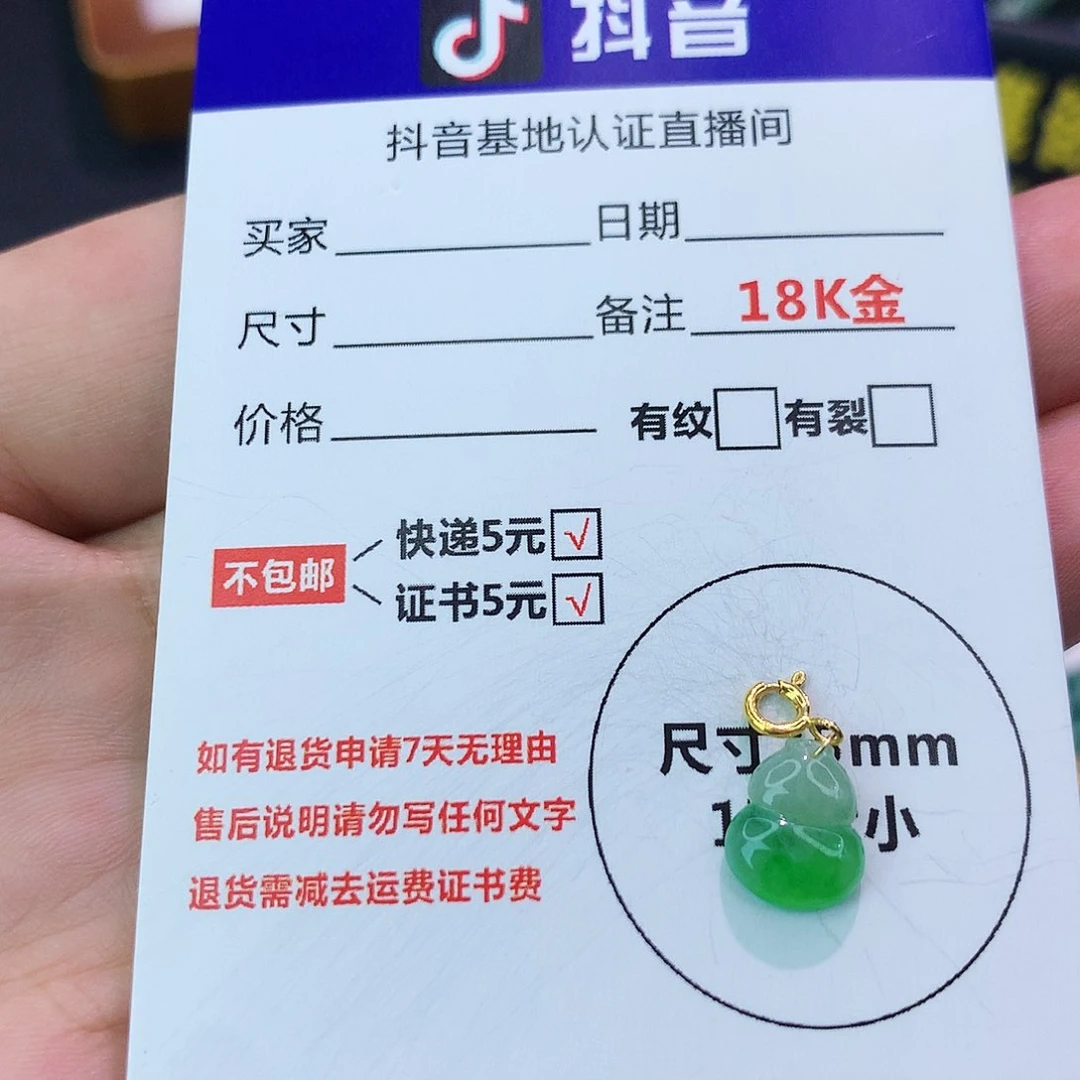 抖音
抖音基地认证直播间
买家 日期
尺寸 备注 18K金
价格 有纹 有裂
快递5元 √
不包邮
证书5元 √
如有退货申请7天无理由
售后说明请勿写任何文字
退货需减去运费证书费
尺寸 mm
小